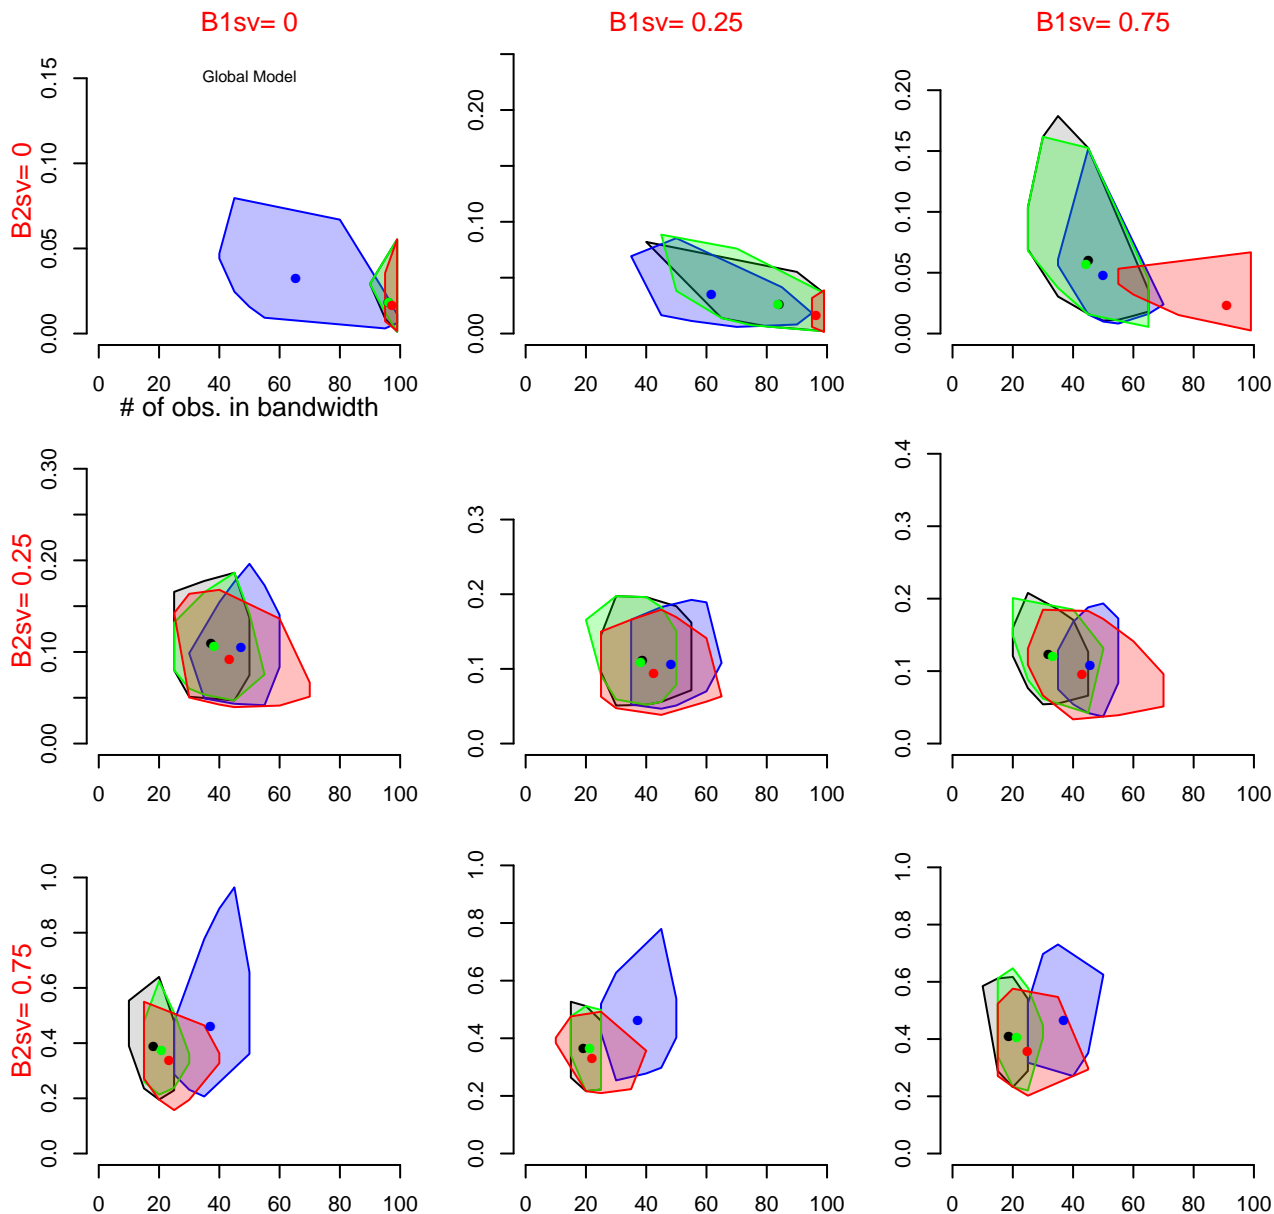 B1sv= 0
B1sv= 0.25
B1sv= 0.75
B2sv= 0
0.00 0.05 0.10 0.15
Global Model
0 20 40 60 80 100
# of obs. in bandwidth
0.00 0.10 0.20
0 20 40 60 80 100
0.00 0.05 0.10 0.15 0.20
0 20 40 60 80 100
B2sv= 0.25
0.00 0.10 0.20 0.30
0 20 40 60 80 100
0.0 0.1 0.2 0.3
0 20 40 60 80 100
0.0 0.1 0.2 0.3 0.4
0 20 40 60 80 100
B2sv= 0.75
0.0 0.2 0.4 0.6 0.8 1.0
0 20 40 60 80 100
0.0 0.2 0.4 0.6 0.8 1.0
0 20 40 60 80 100
0.0 0.2 0.4 0.6 0.8 1.0
0 20 40 60 80 100